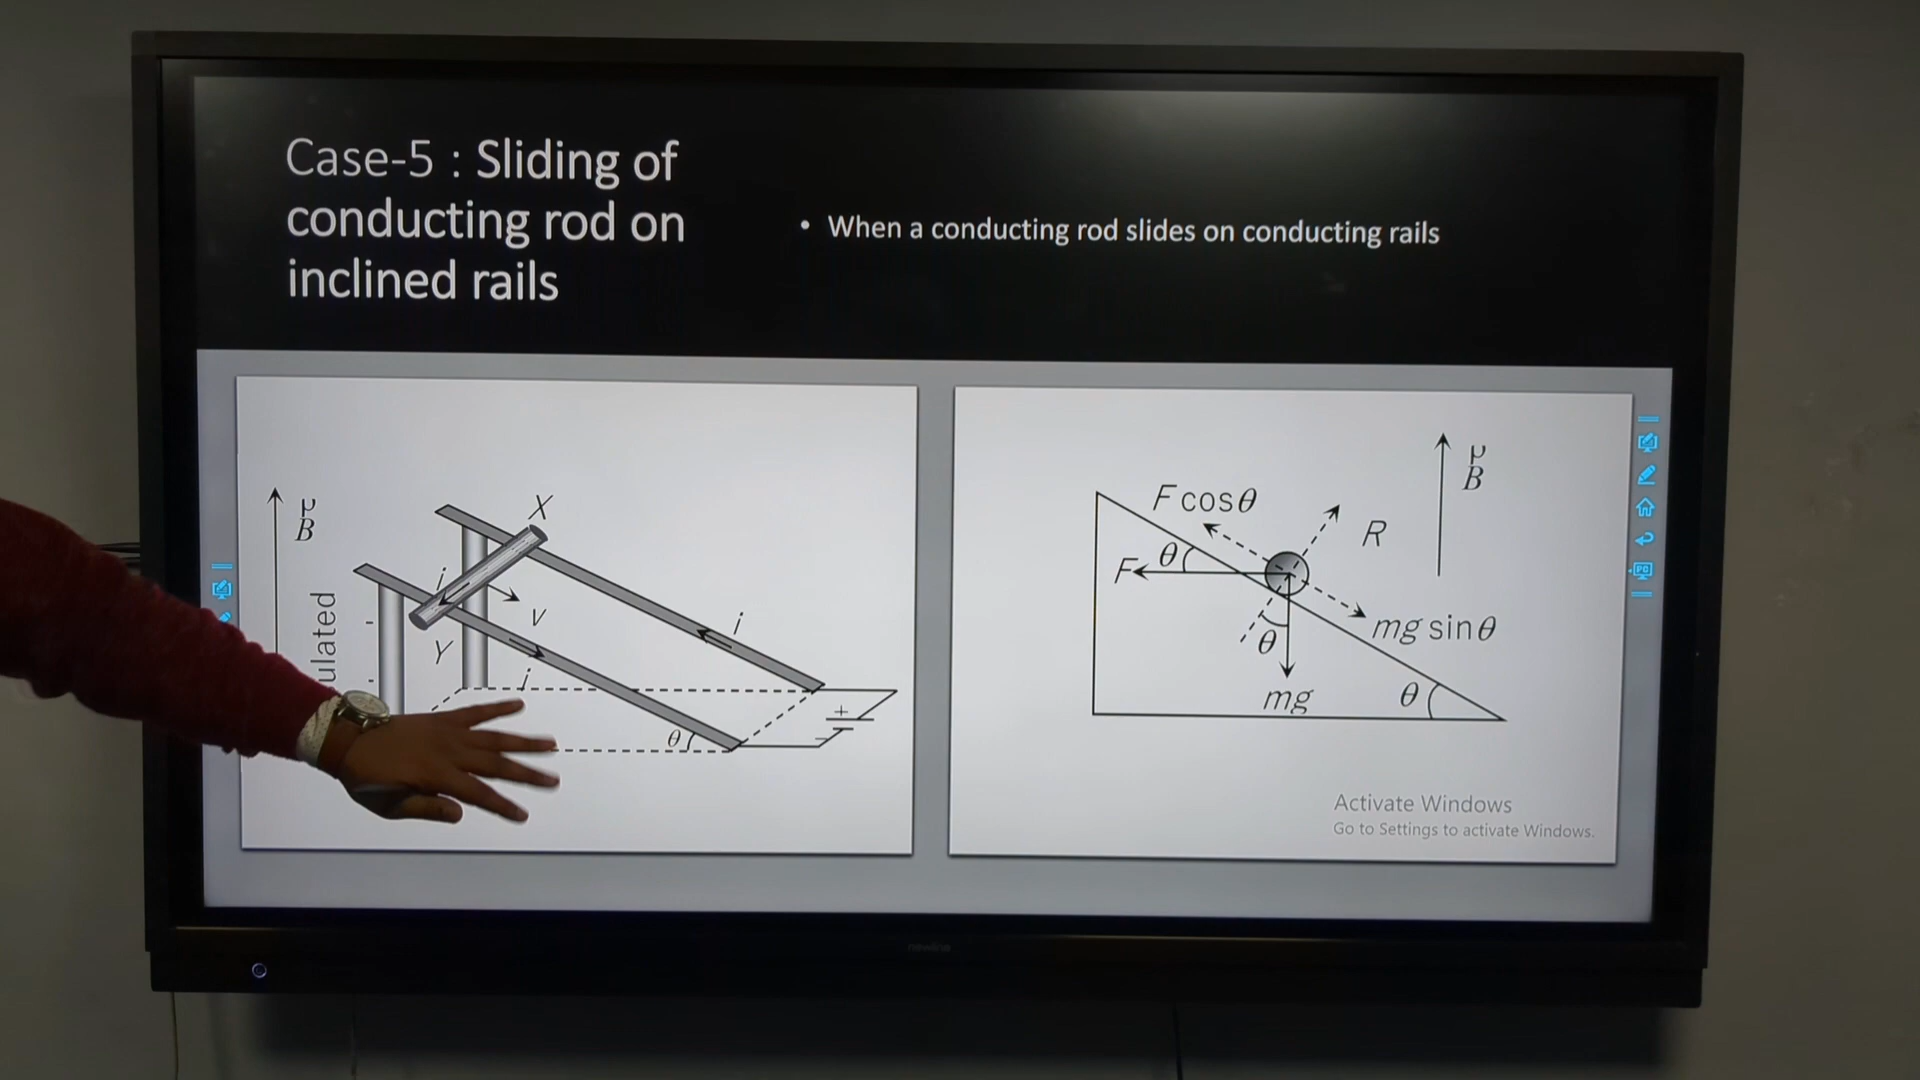 Case-5 : Sliding of
conducting rod on
inclined rails
• When a conducting rod slides on conducting rails
B
ulated
X
i
V
Y
i
i
θ
+
−
F cosθ
R
B
F
θ
mg sinθ
θ
mg
θ
Activate Windows
Go to Settings to activate Windows.
newline